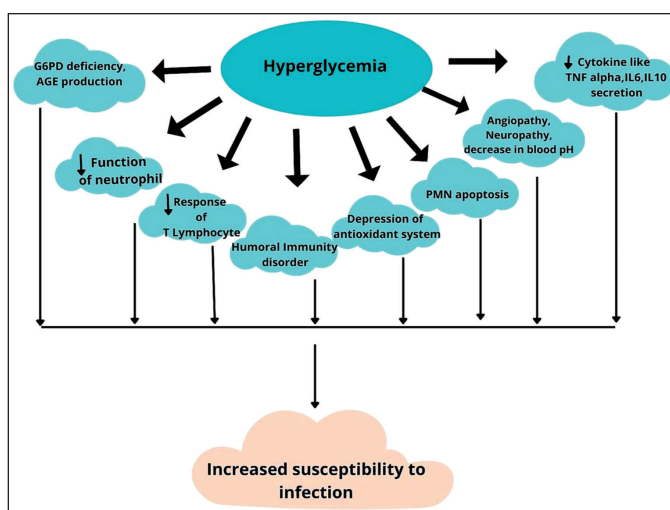 Hyperglycemia
G6PD deficiency,
AGE production
↓ Function
of neutrophil
↓ Response
of
T Lymphocyte
Humoral Immunity
disorder
Depression of
antioxidant system
PMN apoptosis
Angiopathy,
Neuropathy,
decrease in blood pH
↓ Cytokine like
TNF alpha,IL6,IL10
secretion
Increased susceptibility to
infection